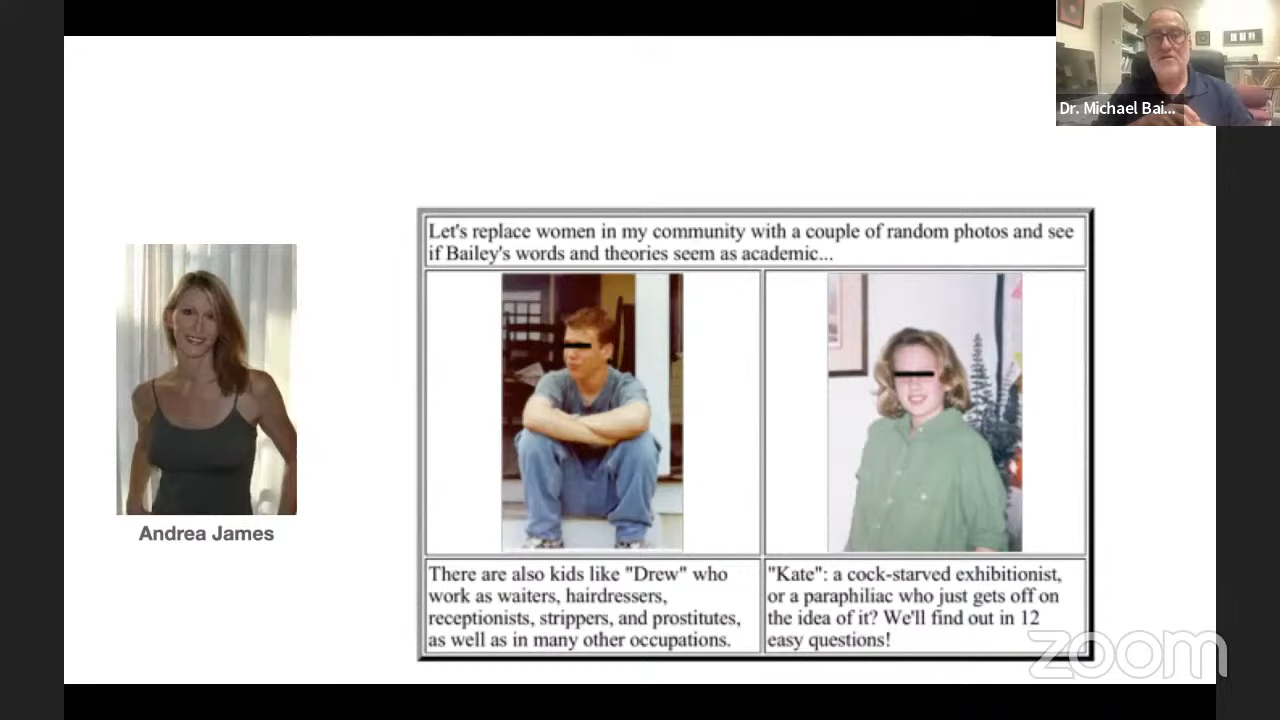 Dr. Michael Bai...
Let's replace women in my community with a couple of random photos and see
if Bailey's words and theories seem as academic...
Andrea James
There are also kids like "Drew" who
work as waiters, hairdressers,
receptionists, strippers, and prostitutes,
as well as in many other occupations.
"Kate": a cock-starved exhibitionist,
or a paraphiliac who just gets off on
the idea of it? We'll find out in 12
easy questions!
zoom